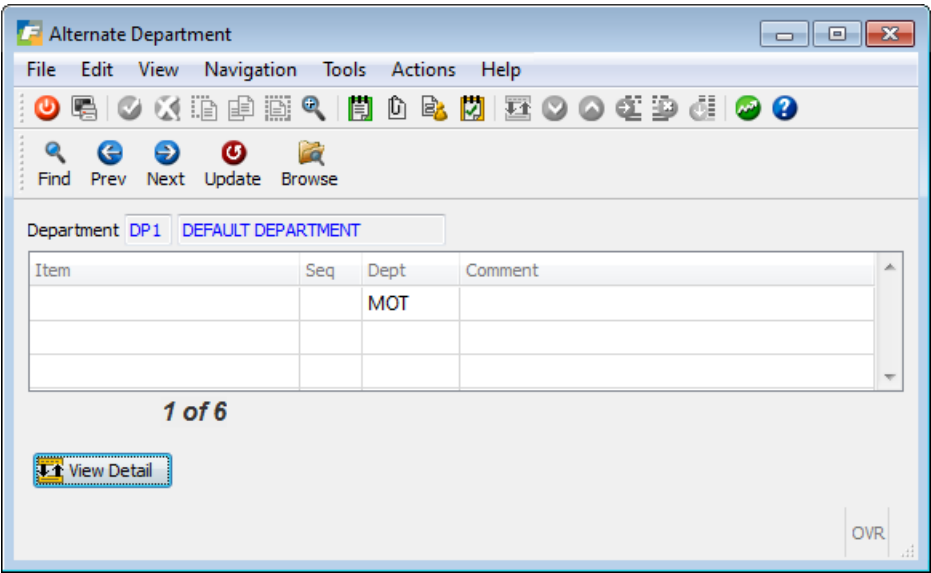 Alternate Department
File Edit View Navigation Tools Actions Help
Find Prev Next Update Browse
Department DP1 DEFAULT DEPARTMENT
Item Seq Dept Comment
MOT
1 of 6
View Detail
OVR